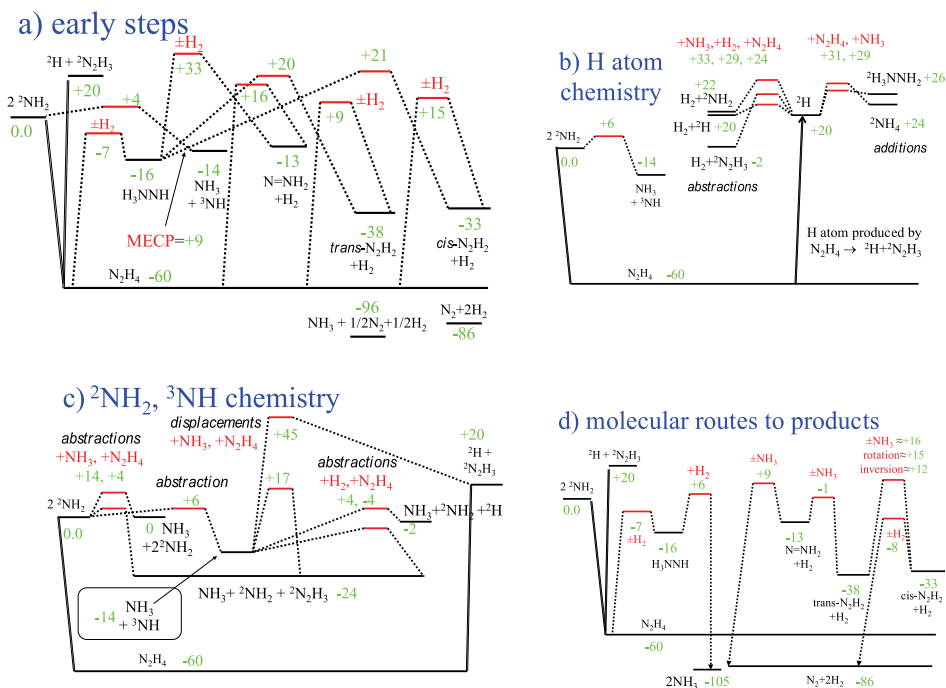 a) early steps
²H + ²N₂H₃
+20
2 ²NH₂
0.0
+4
±H₂
-7
±H₂
+33
-16
H₃NNH
-14
NH₃
+ ³NH
MECP=+9
+20
+16
-13
N=NH₂
+H₂
±H₂
+9
+21
±H₂
+15
-38
trans-N₂H₂
+H₂
-33
cis-N₂H₂
+H₂
N₂H₄ -60
-96
NH₃ + 1/2N₂+1/2H₂
N₂+2H₂
-86
b) H atom
chemistry
+NH₃,+H₂, +N₂H₄
+33, +29, +24
+N₂H₄, +NH₃
+31, +29
2 ²NH₂
0.0
+6
-14
NH₃
+ ³NH
+22
H₂+²NH₂
H₂+²H +20
H₂+²N₂H₃ -2
abstractions
²H
+20
²H₃NNH₂ +26
²NH₄ +24
additions
H atom produced by
N₂H₄ → ²H+²N₂H₃
N₂H₄ -60
c) ²NH₂, ³NH chemistry
abstractions
+NH₃, +N₂H₄
+14, +4
2 ²NH₂
0.0
0
NH₃
+2²NH₂
abstraction
+6
displacements
+NH₃, +N₂H₄
+45
+17
abstractions
+H₂, +N₂H₄
+4, -4
NH₃+²NH₂+²H
-2
+20
²H +
²N₂H₃
NH₃+ ²NH₂ + ²N₂H₃ -24
-14 NH₃
+ ³NH
N₂H₄ -60
d) molecular routes to products
²H + ²N₂H₃
+20
2 ²NH₂
0.0
-7
±H₂
-16
H₃NNH
+H₂
+6
±NH₃
+9
-13
N=NH₂
+H₂
±NH₃
-1
-38
trans-N₂H₂
+H₂
±NH₃ ≈+16
rotation≈+15
inversion≈+12
±H₂
-8
-33
cis-N₂H₂
+H₂
N₂H₄
-60
2NH₃ -105
N₂+2H₂ -86